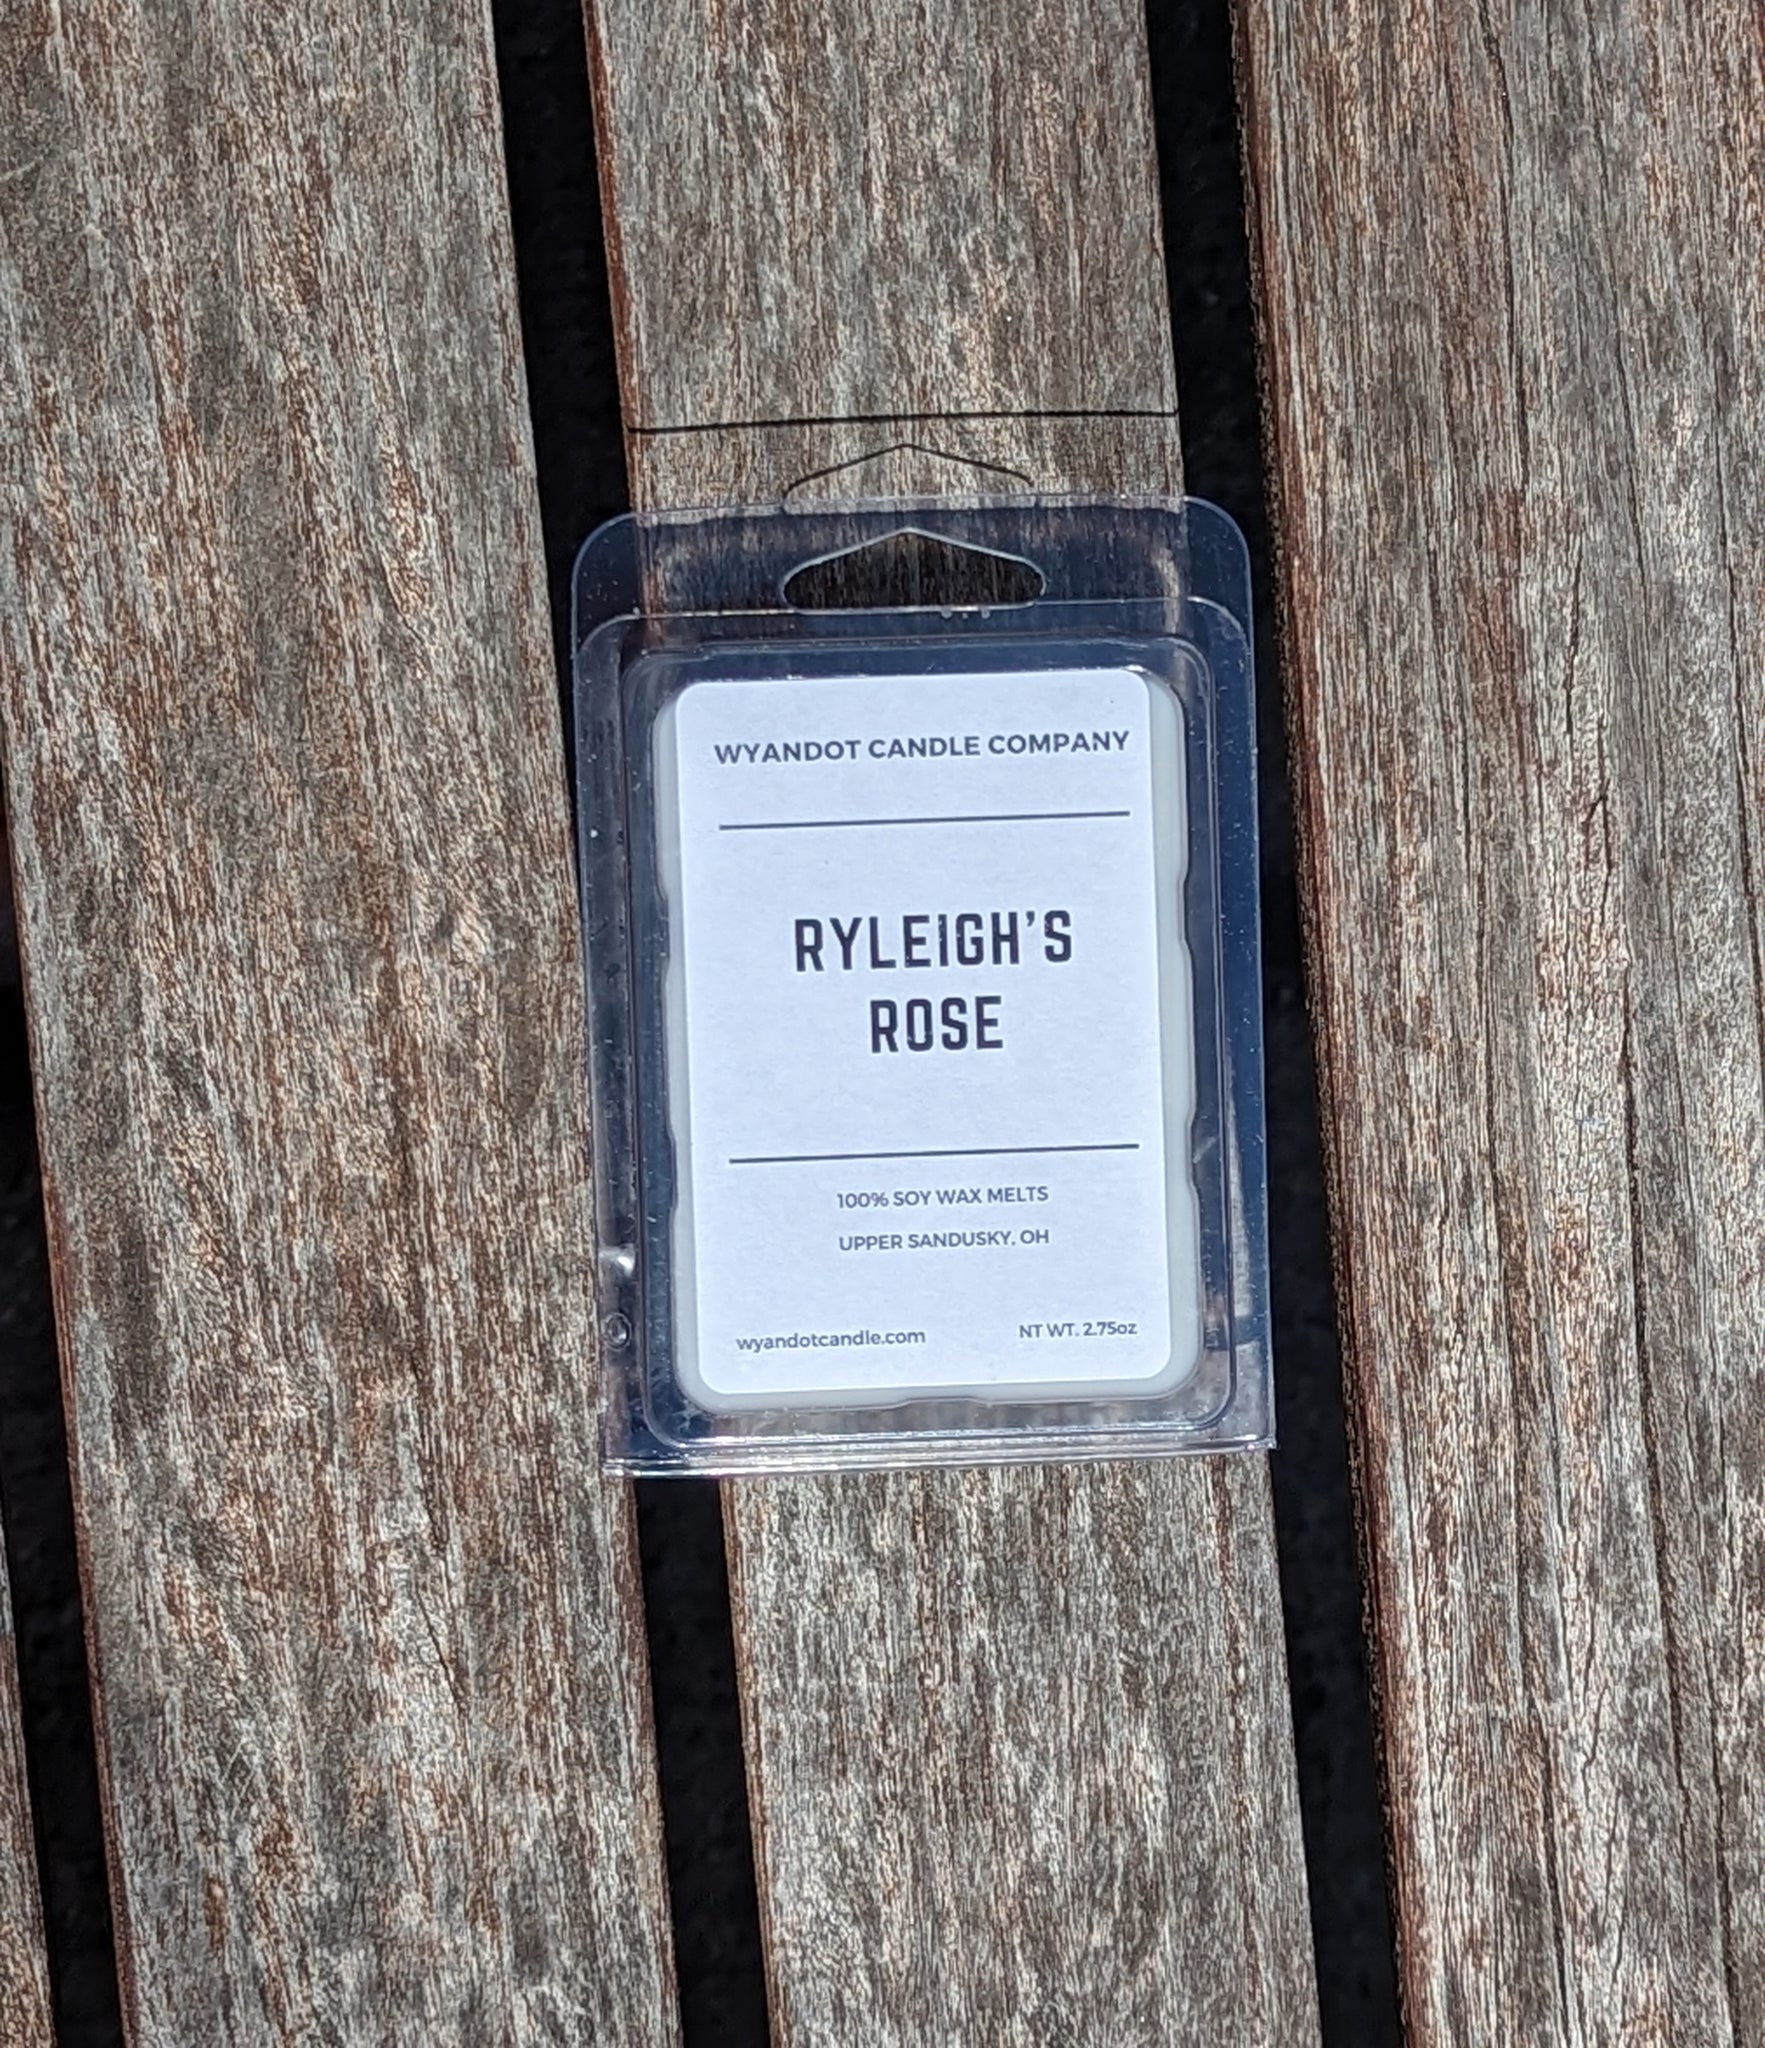 WYANDOT CANDLE COMPANY
RYLEIGH'S
ROSE
100% SOY WAX MELTS
UPPER SANDUSKY, OH
wyandotcandle.com NT WT. 2.75oz